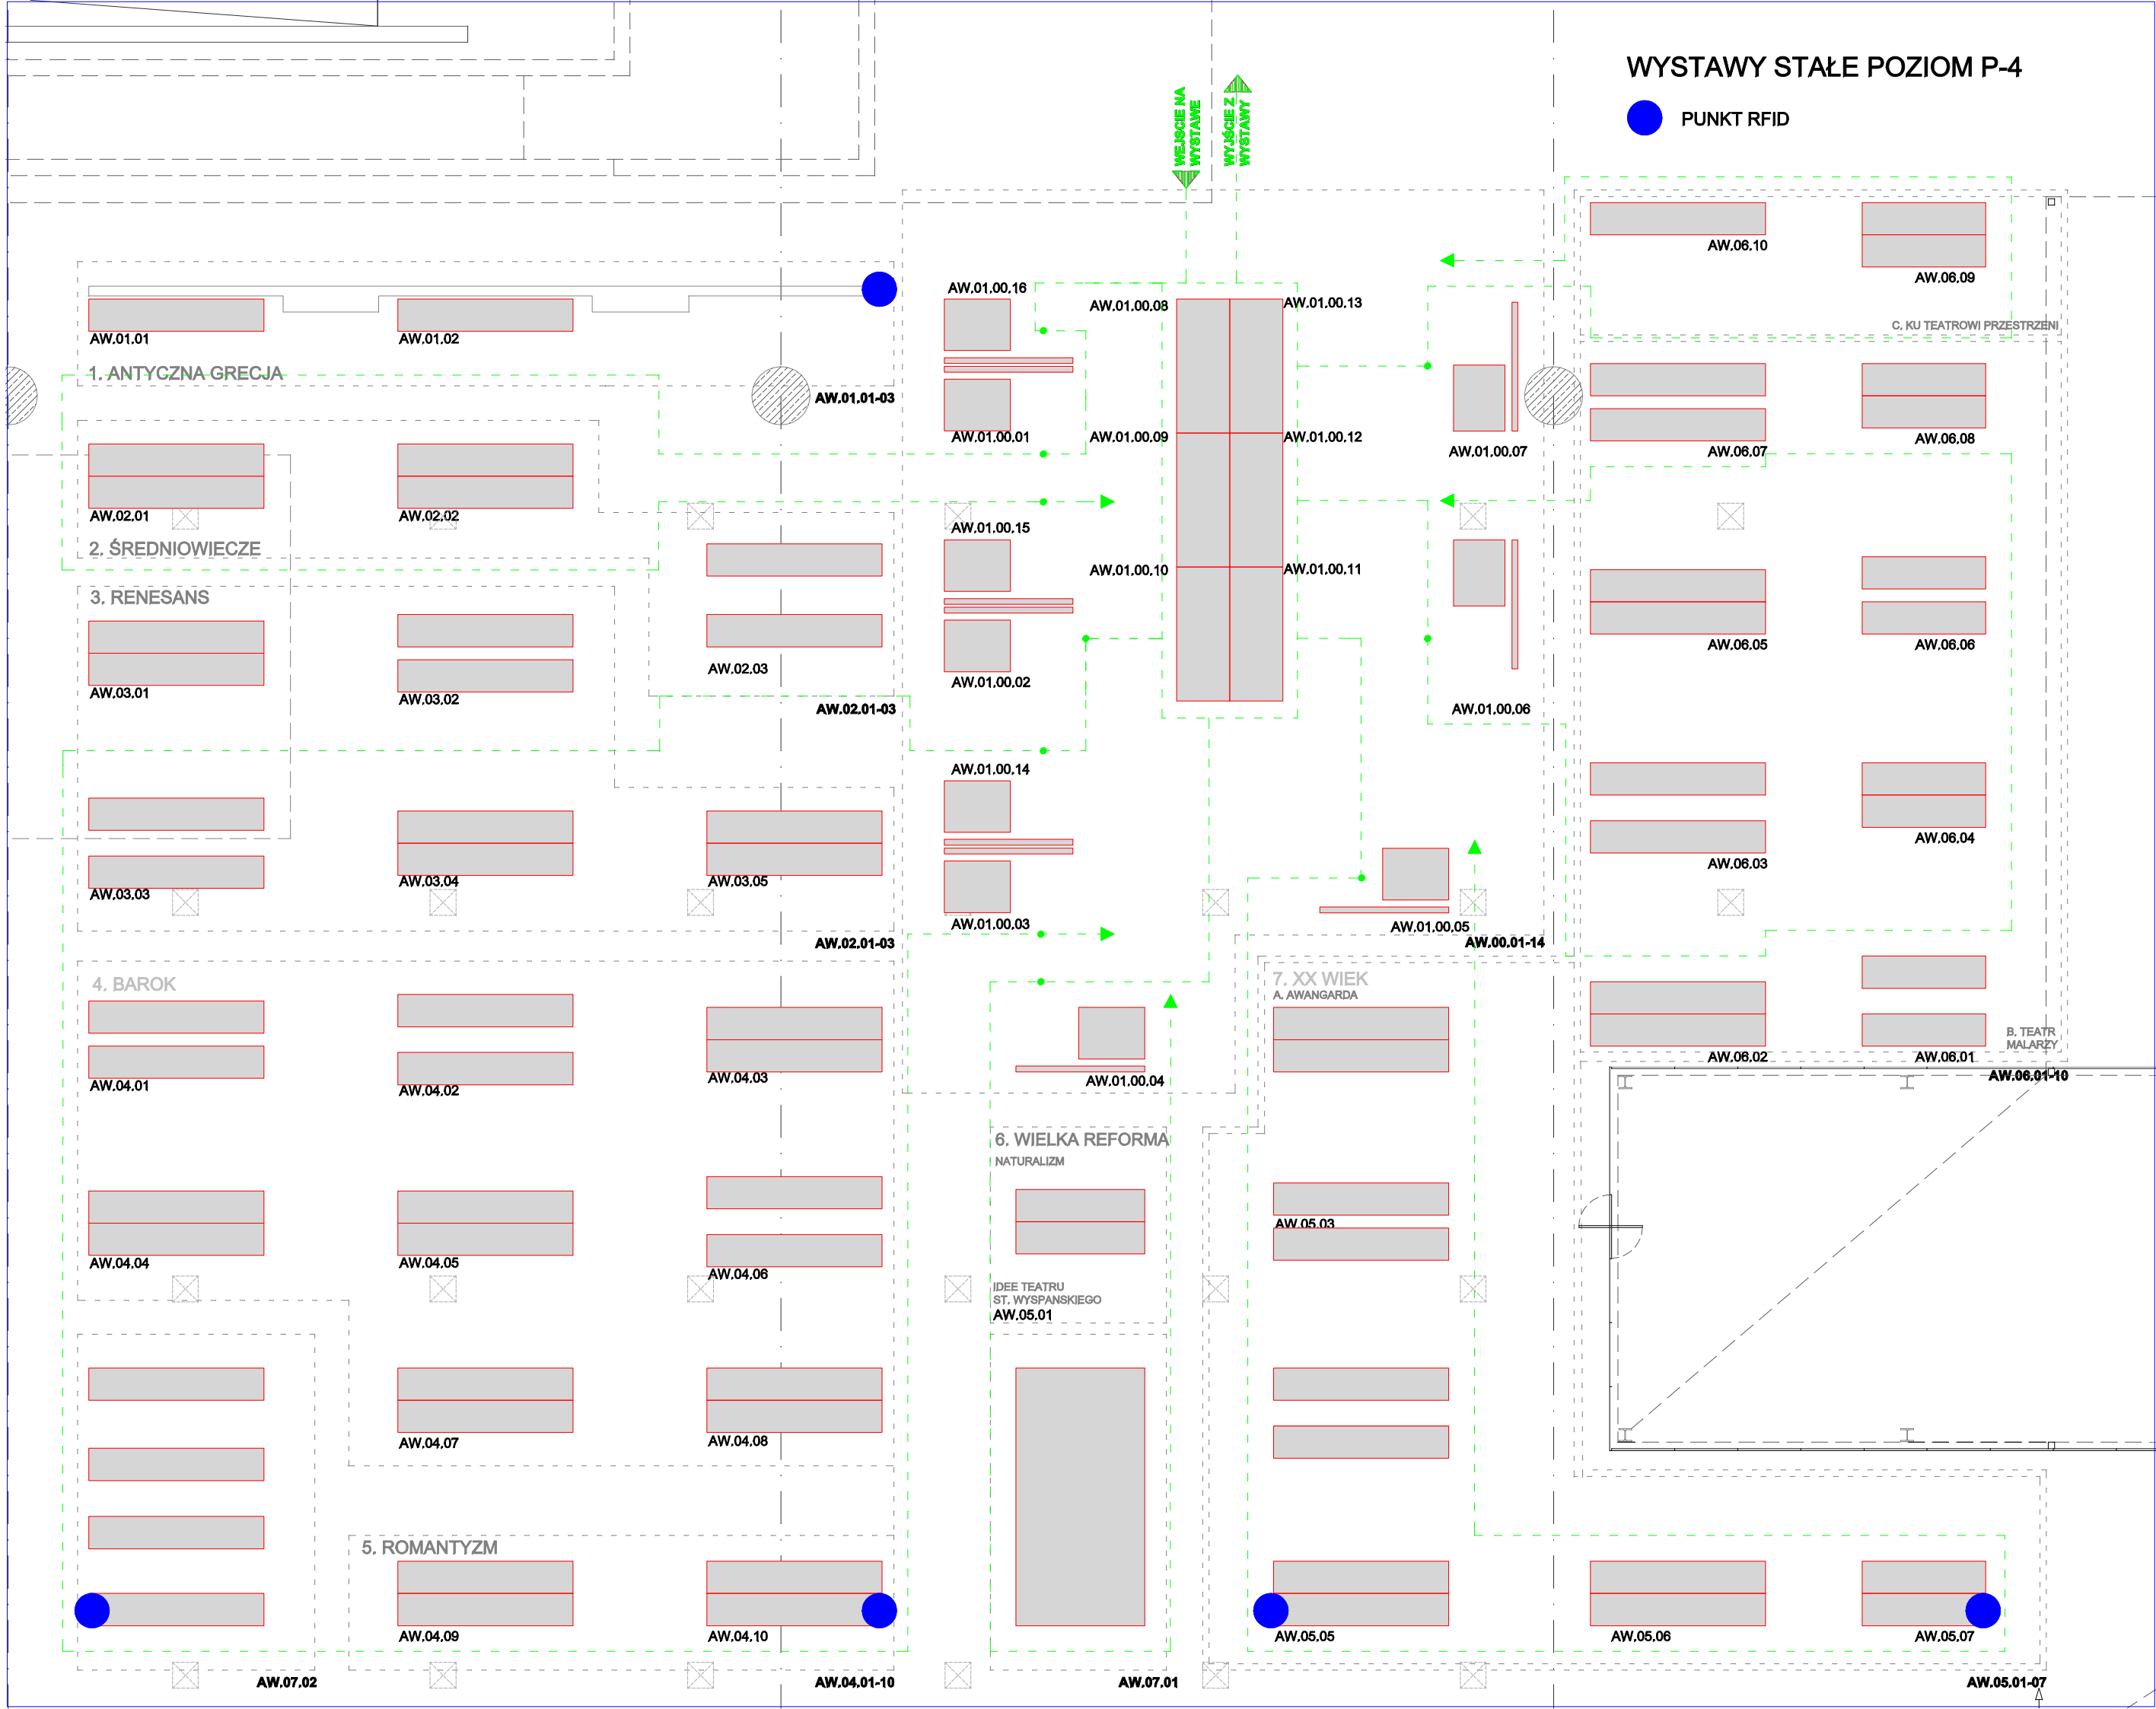 WYSTAWY STAŁE POZIOM P-4
PUNKT RFID
WEJSCIE NA
WYSTAWE
WYJŚCIE Z
WYSTAWY
AW.06.10
AW.06.09
C. KU TEATROWI PRZESTRZENI
AW.01.00.16
AW.01.00.08
AW.01.00.13
AW.01.01
AW.01.02
1. ANTYCZNA GRECJA
AW.01.01-03
AW.01.00.01
AW.01.00.09
AW.01.00.12
AW.01.00.07
AW.06.07
AW.06.08
AW.02.01
AW.02.02
AW.01.00.15
2. ŚREDNIOWIECZE
AW.01.00.10
AW.01.00.11
3. RENESANS
AW.02.03
AW.06.05
AW.06.06
AW.03.01
AW.03.02
AW.01.00.02
AW.02.01-03
AW.01.00.06
AW.01.00.14
AW.06.03
AW.06.04
AW.03.03
AW.03.04
AW.03.05
AW.01.00.03
AW.01.00.05
AW.02.01-03
AW.00.01-14
4. BAROK
7. XX WIEK
A. AWANGARDA
B. TEATR
MALARZY
AW.06.02
AW.06.01
AW.06.01-10
AW.04.01
AW.04.02
AW.04.03
AW.01.00.04
6. WIELKA REFORMA
NATURALIZM
AW.05.03
AW.04.04
AW.04.05
AW.04.06
IDEE TEATRU
ST. WYSPANSKIEGO
AW.05.01
AW.04.07
AW.04.08
5. ROMANTYZM
AW.04.09
AW.04.10
AW.05.05
AW.05.06
AW.05.07
AW.07.02
AW.04.01-10
AW.07.01
AW.05.01-07